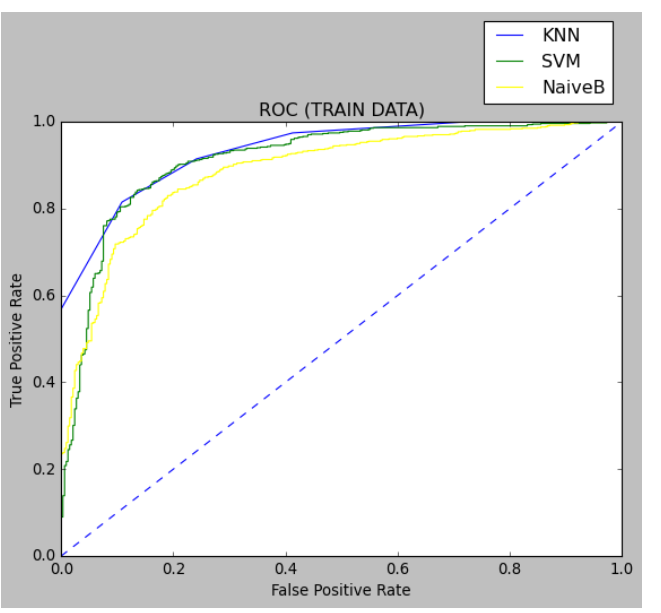 KNN
SVM
NaiveB
ROC (TRAIN DATA)
1.0
0.8
0.6
0.4
0.2
0.0
True Positive Rate
0.0 0.2 0.4 0.6 0.8 1.0
False Positive Rate